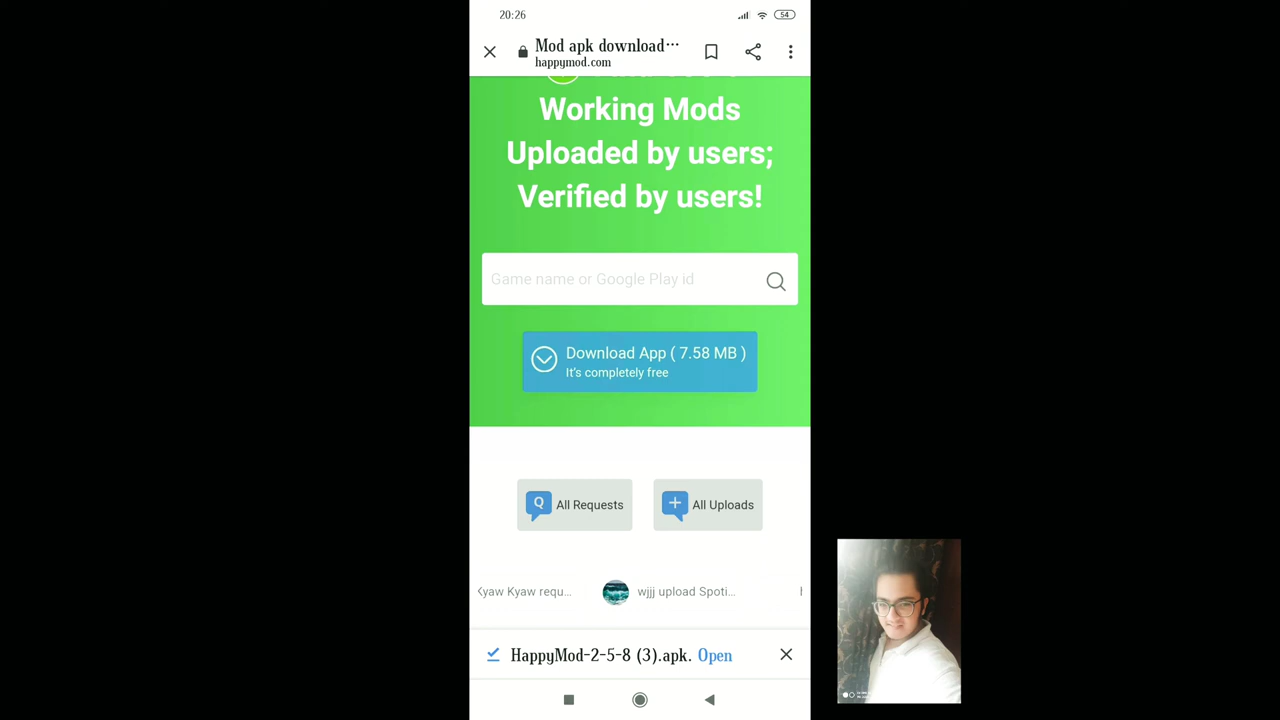 20:26
54
Mod apk download…
happymod.com
Working Mods
Uploaded by users;
Verified by users!
Game name or Google Play id
Download App ( 7.58 MB )
It's completely free
Q All Requests
All Uploads
Kyaw Kyaw requ...
wjjj upload Spoti...
HappyMod-2-5-8 (3).apk. Open